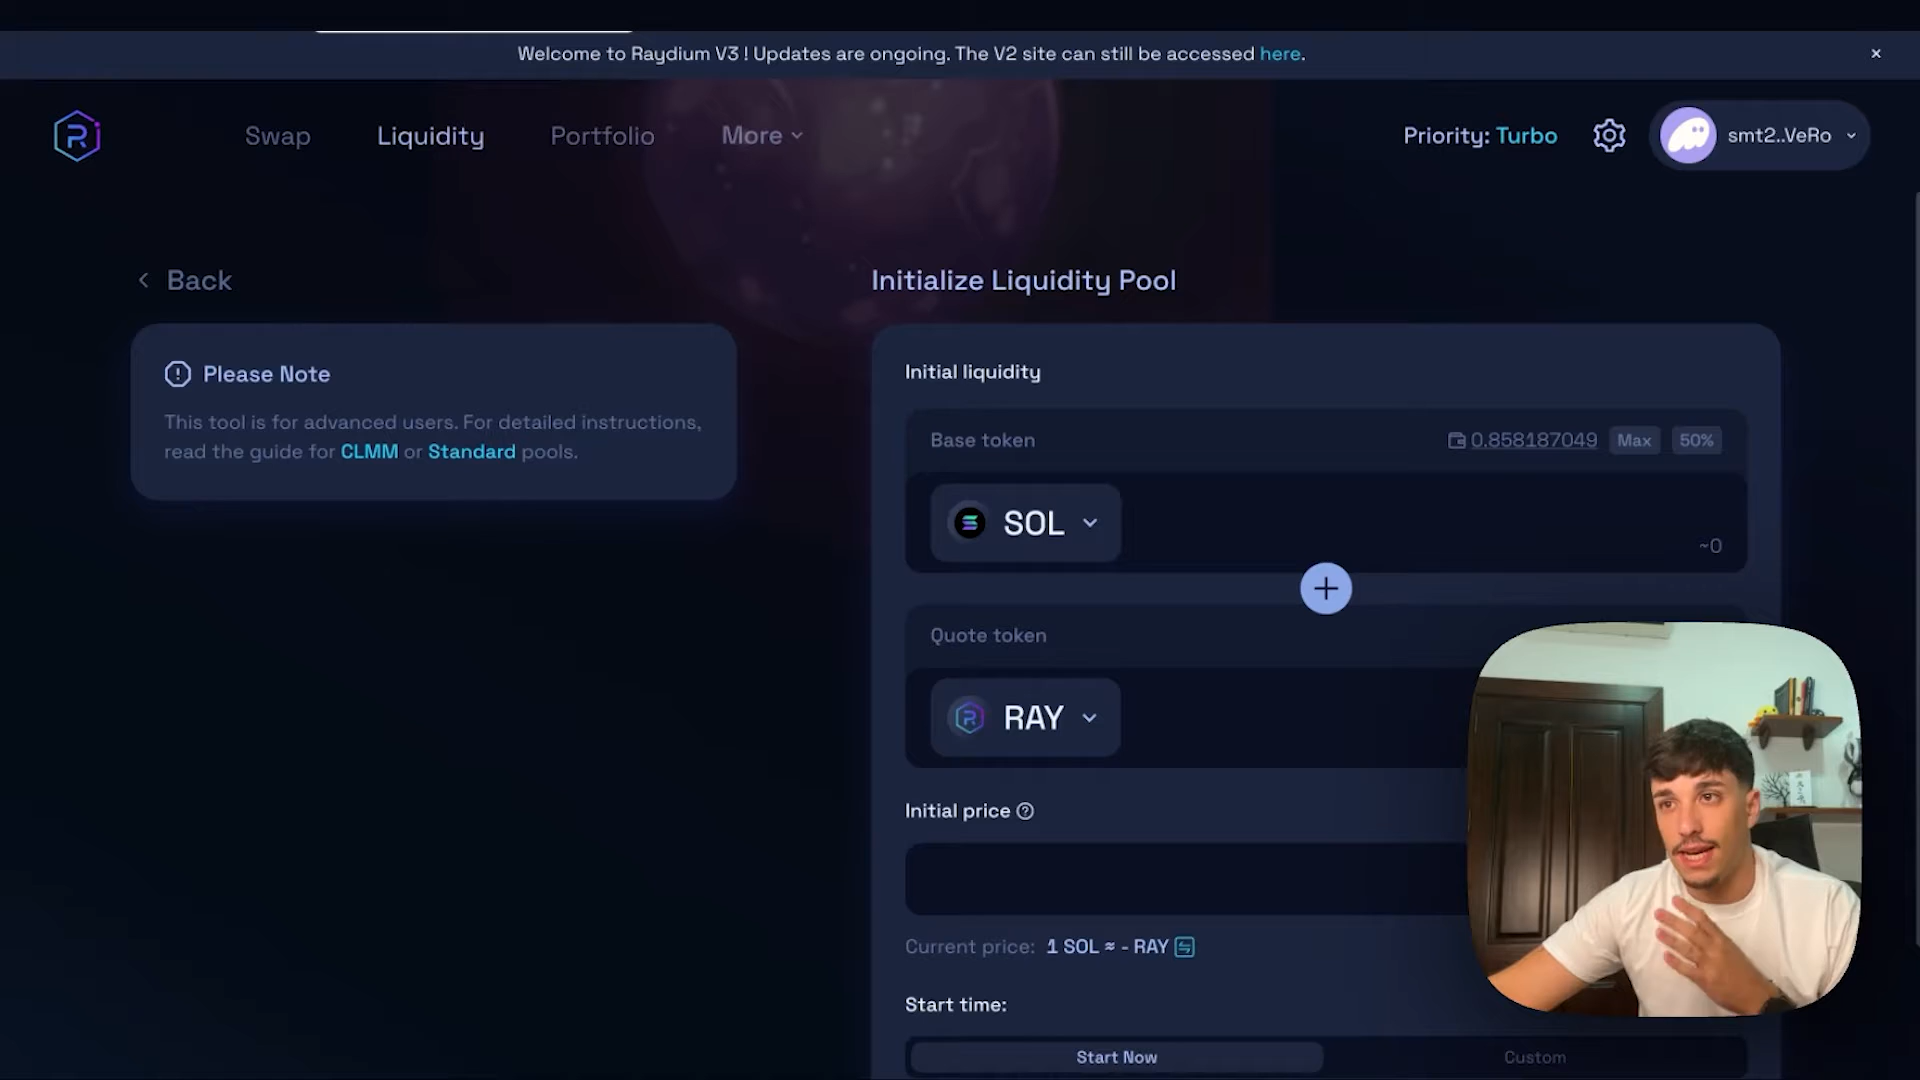 Welcome to Raydium V3 ! Updates are ongoing. The V2 site can still be accessed here.
Swap
Liquidity
Portfolio
More
Priority: Turbo
smt2..VeRo
Back
Initialize Liquidity Pool
Please Note
This tool is for advanced users. For detailed instructions,
read the guide for CLMM or Standard pools.
Initial liquidity
Base token
0.858187049
Max
50%
SOL
~0
Quote token
RAY
Initial price
Current price: 1 SOL ≈ - RAY
Start time:
Start Now
Custom